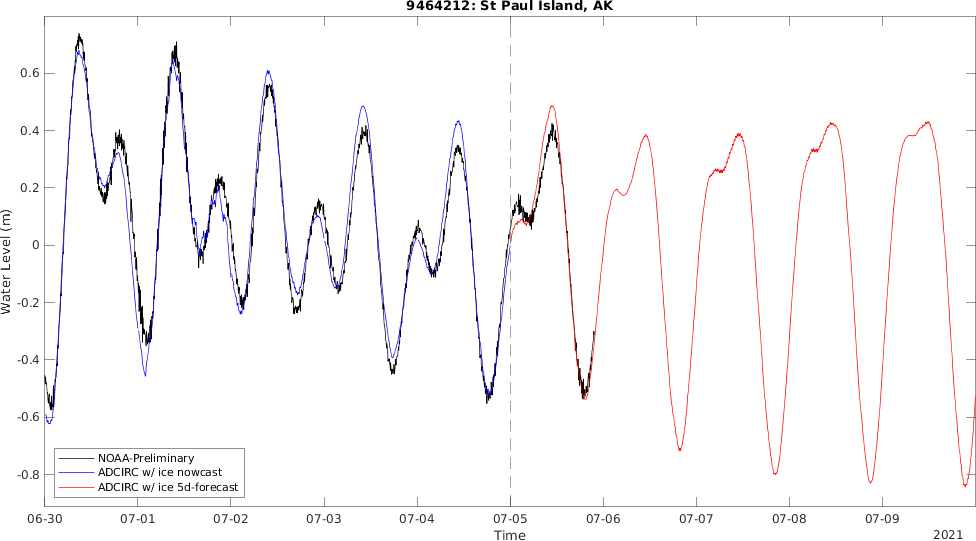 9464212: St Paul Island, AK
Water Level (m)
0.6
0.4
0.2
0
-0.2
-0.4
-0.6
-0.8
NOAA-Preliminary
ADCIRC w/ ice nowcast
ADCIRC w/ ice 5d-forecast
06-30 07-01 07-02 07-03 07-04 07-05 07-06 07-07 07-08 07-09
Time
2021